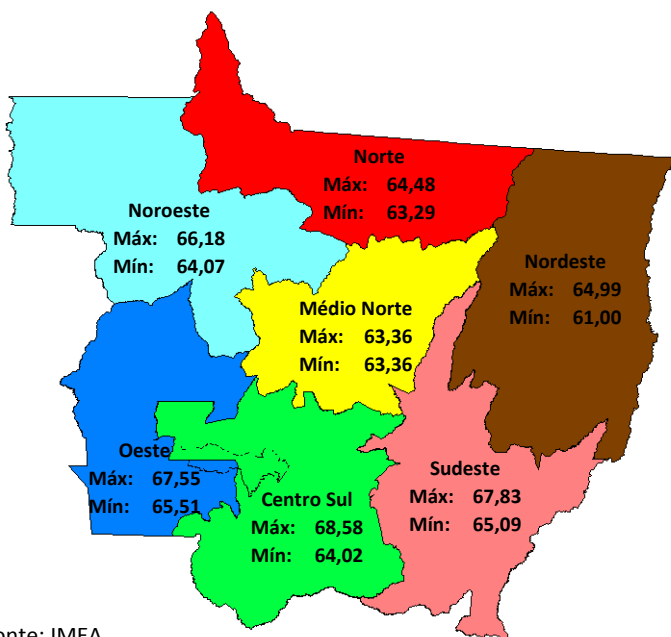 Norte
Máx: 64,48
Mín: 63,29
Noroeste
Máx: 66,18
Mín: 64,07
Nordeste
Máx: 64,99
Mín: 61,00
Médio Norte
Máx: 63,36
Mín: 63,36
Oeste
Máx: 67,55
Mín: 65,51
Centro Sul
Máx: 68,58
Mín: 64,02
Sudeste
Máx: 67,83
Mín: 65,09
onte: IMEA